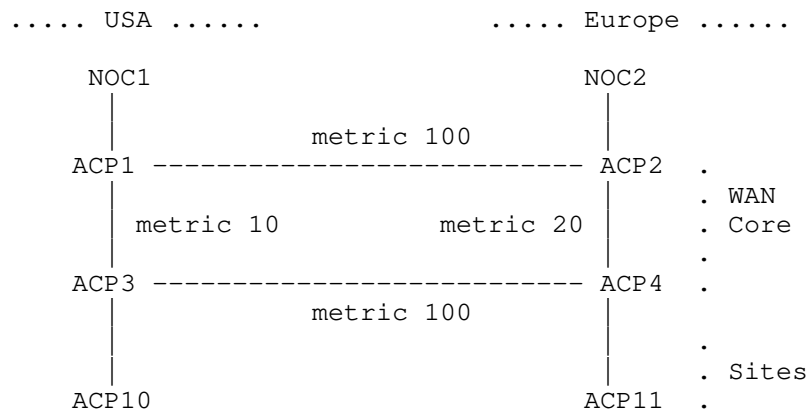 ..... USA ......                    ..... Europe ......
NOC1                                NOC2
metric 100
ACP1 --------------------------- ACP2  .
. WAN
metric 10             metric 20     . Core
.
ACP3 --------------------------- ACP4  .
metric 100
.
. Sites
ACP10                               ACP11  .